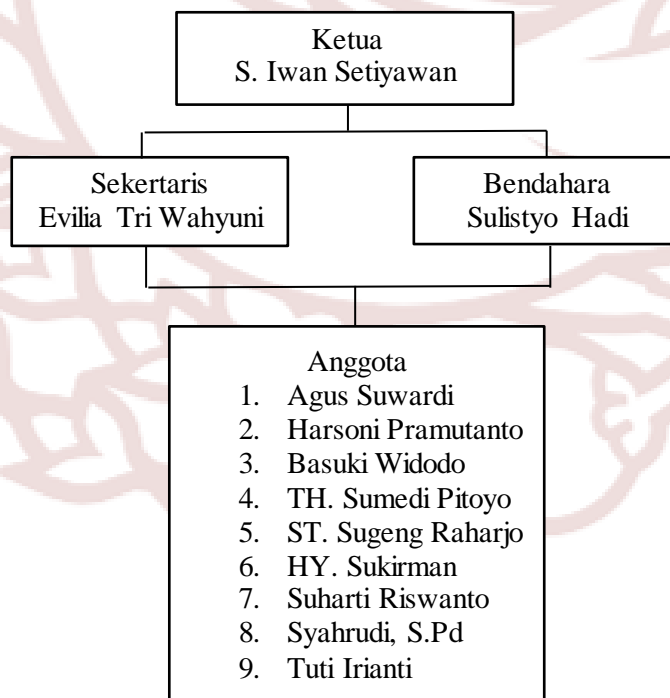 Ketua
S. Iwan Setiyawan
Sekertaris
Evilia Tri Wahyuni
Bendahara
Sulistyo Hadi
Anggota
1. Agus Suwardi
2. Harsoni Pramutanto
3. Basuki Widodo
4. TH. Sumedi Pitoyo
5. ST. Sugeng Raharjo
6. HY. Sukirman
7. Suharti Riswanto
8. Syahrudi, S.Pd
9. Tuti Irianti